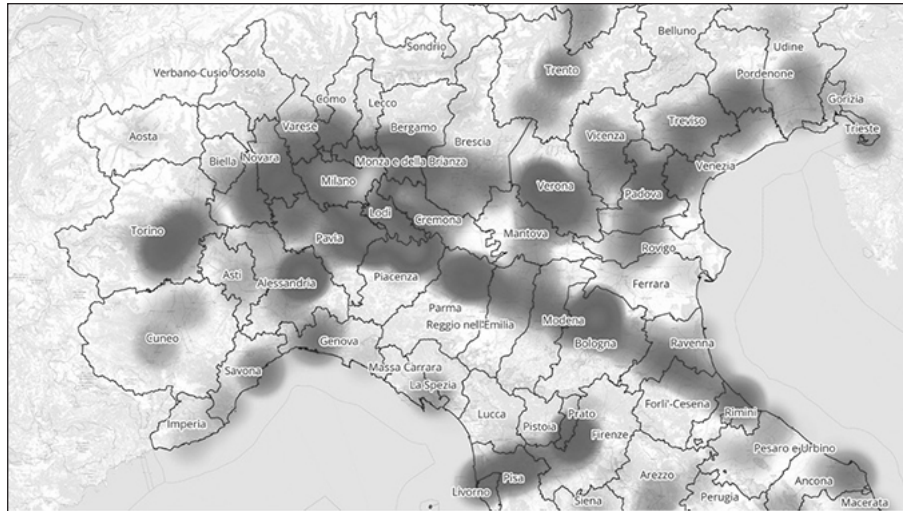 Belluno
Udine
Sondrio
Verbano-Cusio Ossola
Trento
Pordenone
Como
Lecco
Gorizia
Aosta
Varese
Bergamo
Treviso
Trieste
Vicenza
Brescia
Biella
Novara
Monza e della Brianza
Venezia
Milano
Verona
Padova
Lodi
Cremona
Torino
Pavia
Mantova
Rovigo
Asti
Piacenza
Alessandria
Ferrara
Parma
Reggio nell'Emilia
Modena
Cuneo
Genova
Bologna
Ravenna
Massa Carrara
Savona
La Spezia
Forli'-Cesena
Rimini
Imperia
Lucca
Prato
Pistoia
Firenze
Pesaro e Urbino
Arezzo
Pisa
Ancona
Livorno
Siena
Perugia
Macerata